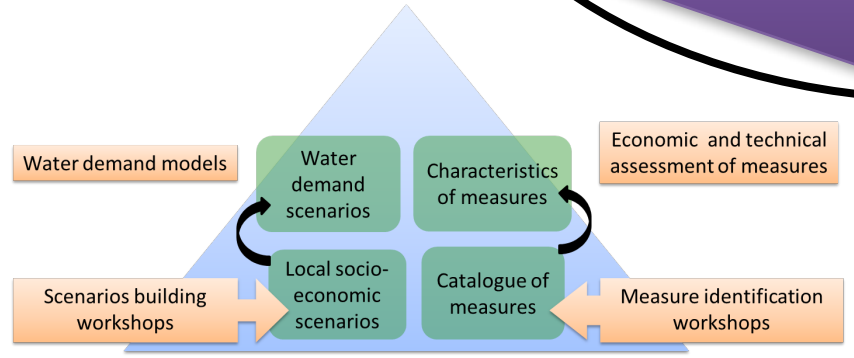 Water demand models
Water
demand
scenarios
Characteristics
of measures
Economic and technical
assessment of measures
Scenarios building
workshops
Local socio-
economic
scenarios
Catalogue of
measures
Measure identification
workshops